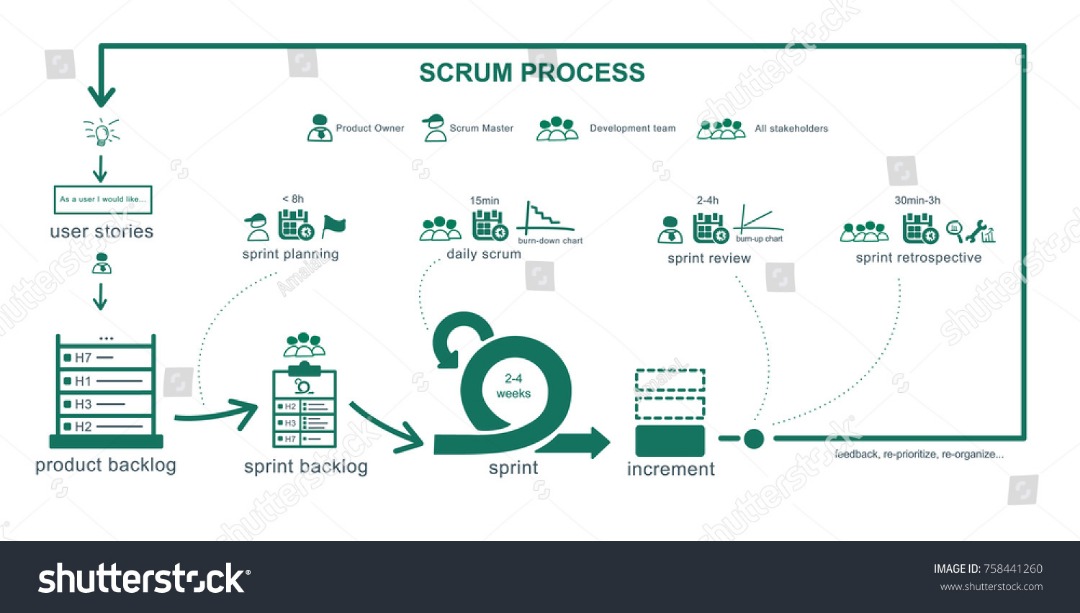 SCRUM PROCESS
Product Owner
Scrum Master
Development team
All stakeholders
As a user I would like...
user stories
< 8h
sprint planning
15min
burn-down chart
daily scrum
2-4h
burn-up chart
sprint review
30min-3h
sprint retrospective
...
H7
H1
H3
H2
product backlog
H2
H3
H7
sprint backlog
2-4
weeks
sprint
increment
feedback, re-prioritize, re-organize...
shutterstock
shutterstock®
IMAGE ID: 758441260
www.shutterstock.com